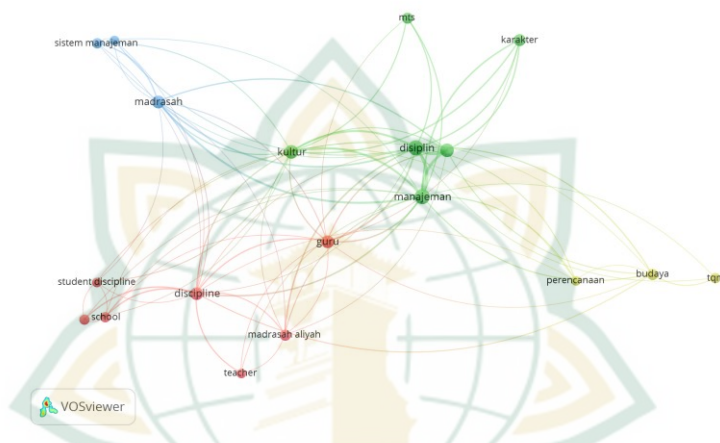 mts
karakter
sistem manajeman
madrasah
kultur
disiplin
manajeman
guru
student discipline
discipline
school
madrasah aliyah
teacher
perencanaan
budaya
VOSviewer